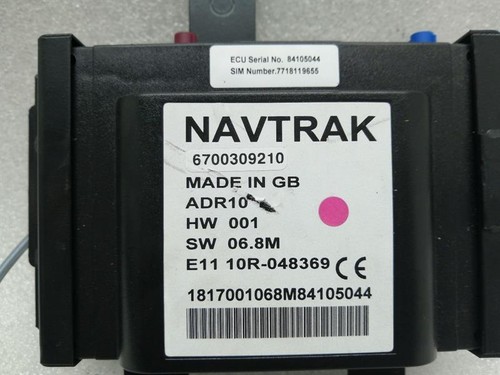 ECU Serial No. 84105044
SIM Number.7718119655
NAVTRAK
6700309210
MADE IN GB
ADR10
HW 001
SW 06.8M
E11 10R-048369 CE
1817001068M84105044